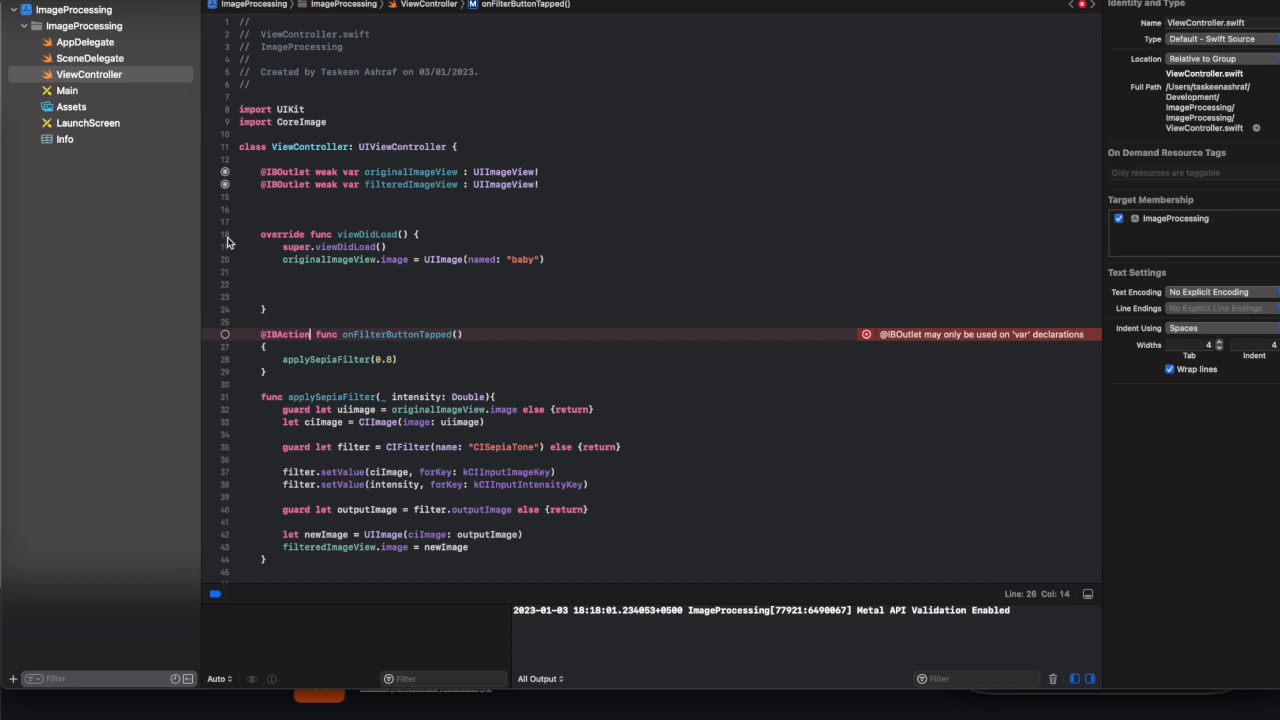 ImageProcessing
ImageProcessing
AppDelegate
SceneDelegate
ViewController
Main
Assets
LaunchScreen
Info
Filter
ImageProcessing
ImageProcessing
ViewController
M onFilterButtonTapped()
1 //
2 // ViewController.swift
3 // ImageProcessing
4 //
5 // Created by Taskeen Ashraf on 03/01/2023.
6 //
7
8 import UIKit
9 import CoreImage
10
11 class ViewController: UIViewController {
12
@IBOutlet weak var originalImageView : UIImageView!
@IBOutlet weak var filteredImageView : UIImageView!
15
16
17
18 override func viewDidLoad() {
super.viewDidLoad()
20 originalImageView.image = UIImage(named: "baby")
21
22
23
24 }
25
@IBAction func onFilterButtonTapped()
@IBOutlet may only be used on 'var' declarations
27 {
28 applySepiaFilter(0.8)
29 }
30
31 func applySepiaFilter(_ intensity: Double){
32 guard let uiimage = originalImageView.image else {return}
33 let ciImage = CIImage(image: uiimage)
34
35 guard let filter = CIFilter(name: "CISepiaTone") else {return}
36
37 filter.setValue(ciImage, forKey: kCIInputImageKey)
38 filter.setValue(intensity, forKey: kCIInputIntensityKey)
39
40 guard let outputImage = filter.outputImage else {return}
41
42 let newImage = UIImage(ciImage: outputImage)
43 filteredImageView.image = newImage
44 }
45
Line: 26 Col: 14
2023-01-03 18:18:01.234053+0500 ImageProcessing[77921:6490067] Metal API Validation Enabled
Auto
Filter
All Output
Filter
Identity and Type
Name ViewController.swift
Type Default - Swift Source
Location Relative to Group
ViewController.swift
Full Path /Users/taskeenashraf/
Development/
ImageProcessing/
ImageProcessing/
ViewController.swift
On Demand Resource Tags
Only resources are taggable
Target Membership
ImageProcessing
Text Settings
Text Encoding No Explicit Encoding
Line Endings No Explicit Line Endings
Indent Using Spaces
Widths 4 4
Tab Indent
Wrap lines